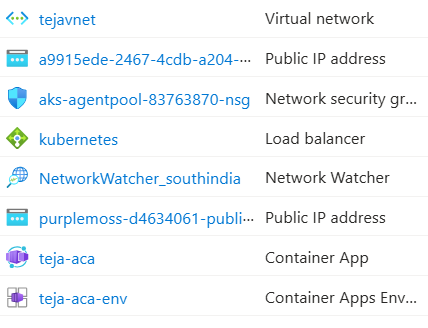 tejavnet Virtual network
a9915ede-2467-4cdb-a204-··· Public IP address
aks-agentpool-83763870-nsg Network security gr...
kubernetes Load balancer
NetworkWatcher_southindia Network Watcher
purplemoss-d4634061-publi··· Public IP address
teja-aca Container App
teja-aca-env Container Apps Env...